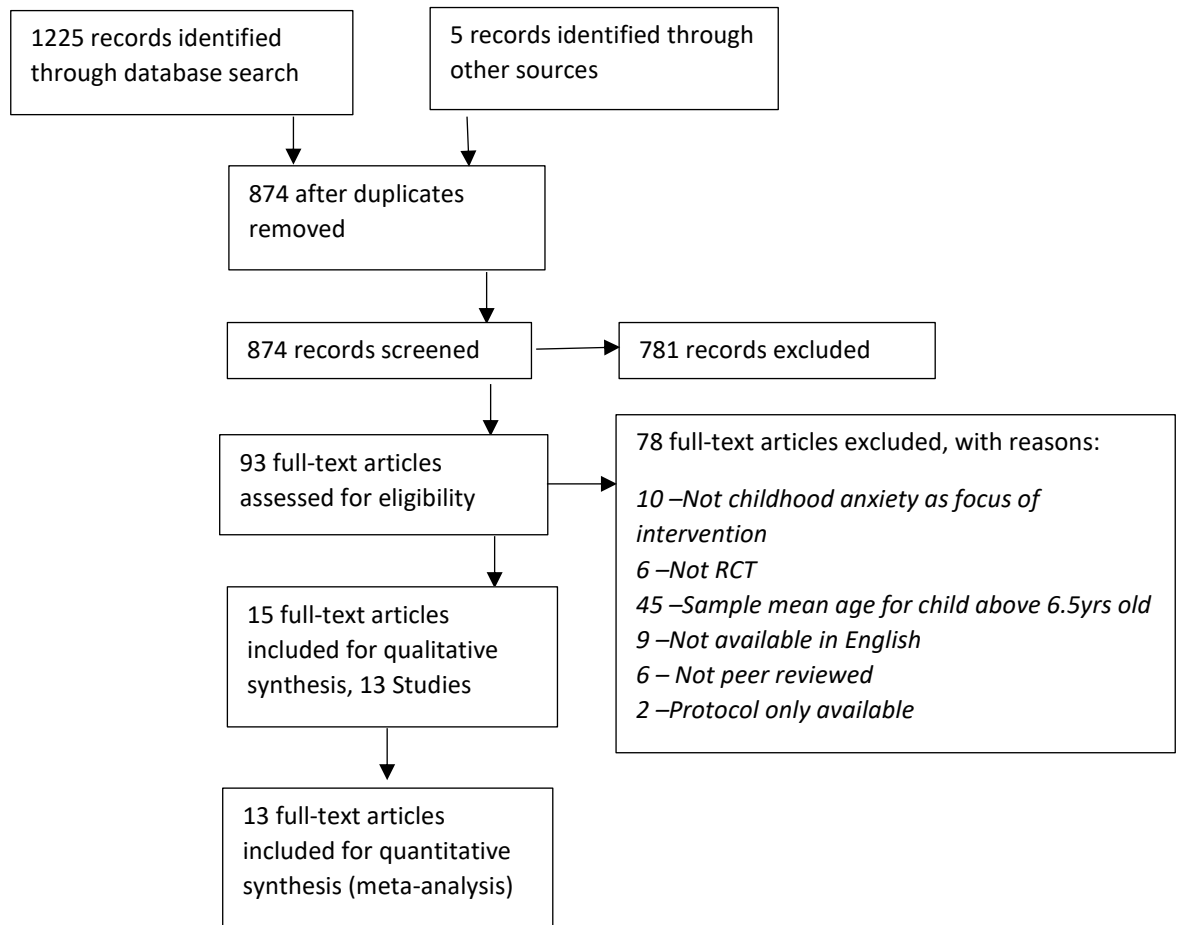 1225 records identified
through database search
5 records identified through
other sources
874 after duplicates
removed
874 records screened
781 records excluded
93 full-text articles
assessed for eligibility
78 full-text articles excluded, with reasons:
10 –Not childhood anxiety as focus of
intervention
6 –Not RCT
45 –Sample mean age for child above 6.5yrs old
9 –Not available in English
6 – Not peer reviewed
2 –Protocol only available
15 full-text articles
included for qualitative
synthesis, 13 Studies
13 full-text articles
included for quantitative
synthesis (meta-analysis)